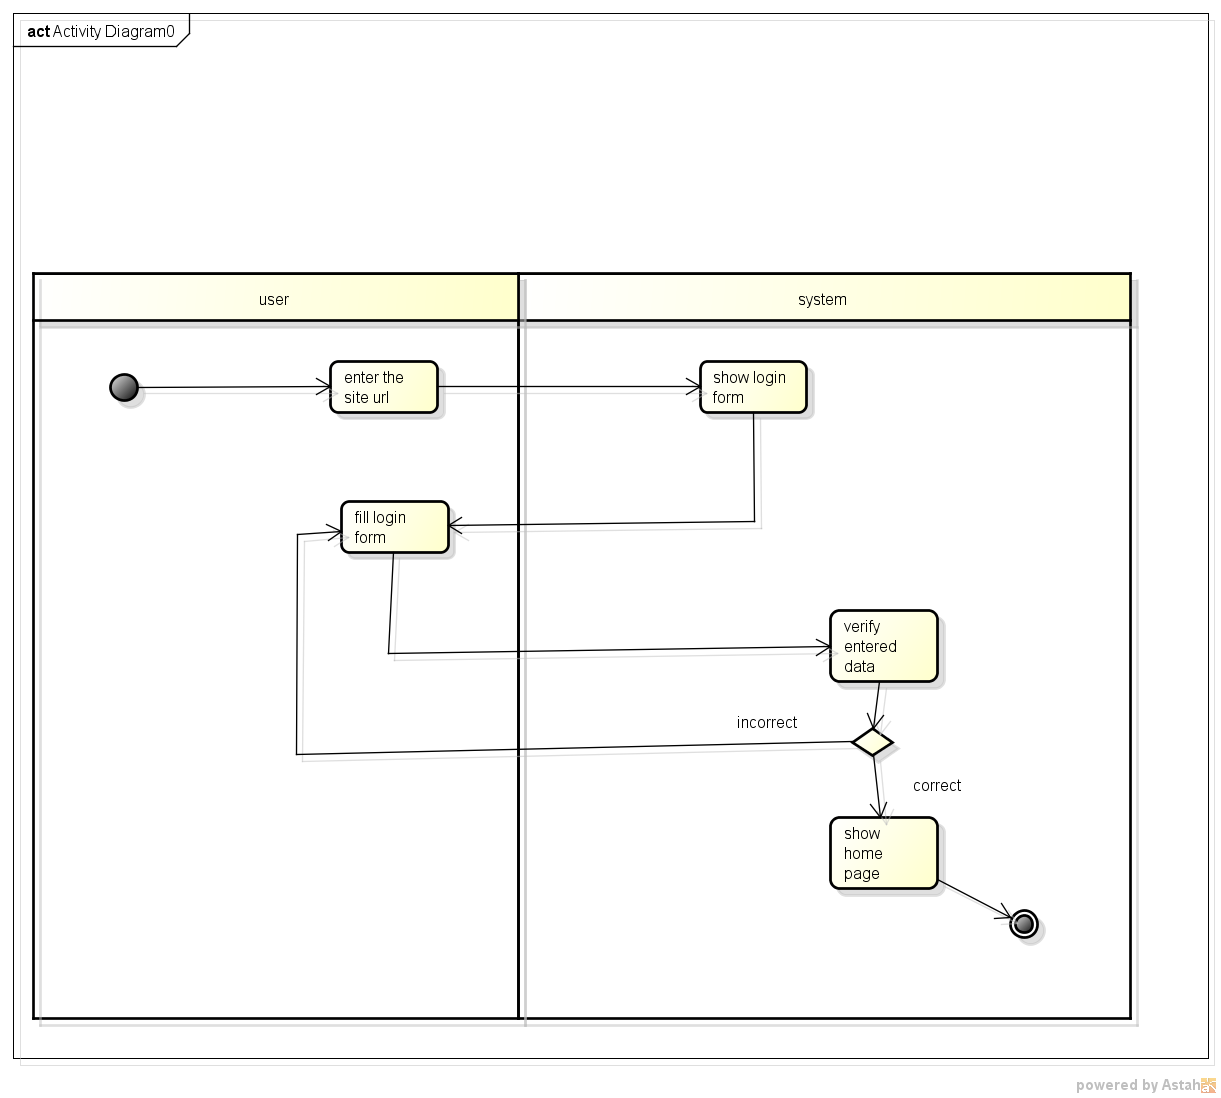 act Activity Diagram0
user
system
enter the
site url
show login
form
fill login
form
verify
entered
data
incorrect
correct
show
home
page
powered by Astah